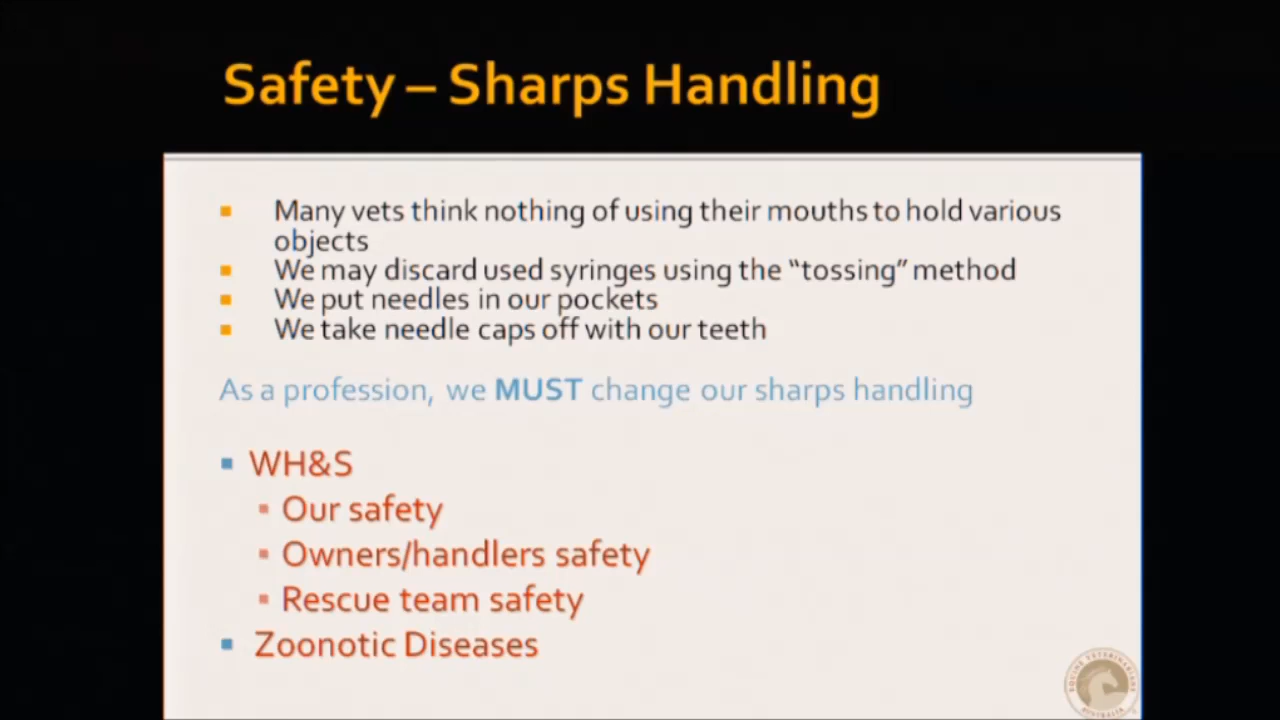 Safety – Sharps Handling
Many vets think nothing of using their mouths to hold various
objects
We may discard used syringes using the “tossing” method
We put needles in our pockets
We take needle caps off with our teeth
As a profession, we MUST change our sharps handling
WH&S
Our safety
Owners/handlers safety
Rescue team safety
Zoonotic Diseases
EQUINE VETERINARIANS
AUSTRALIA